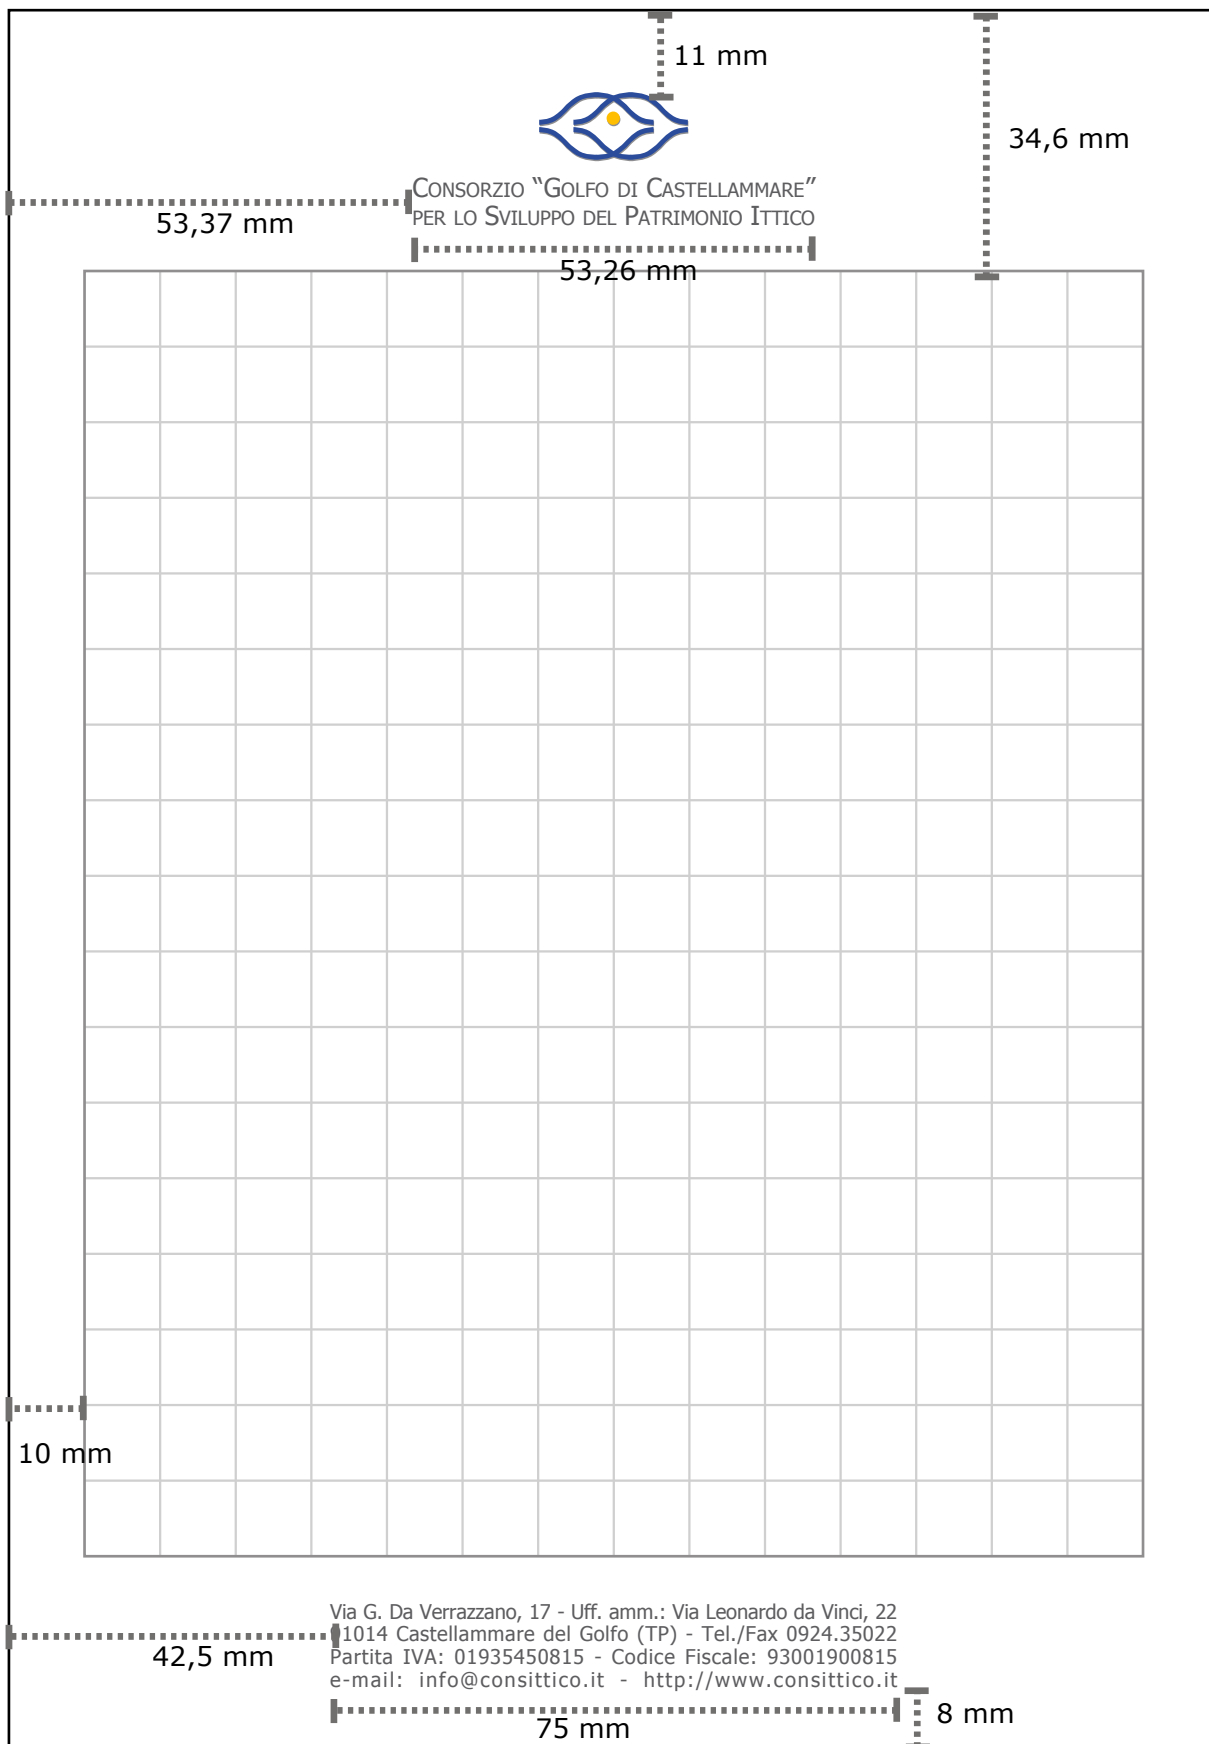 11 mm
34,6 mm
CONSORZIO “GOLFO DI CASTELLAMMARE”
PER LO SVILUPPO DEL PATRIMONIO ITTICO
53,37 mm
53,26 mm
10 mm
Via G. Da Verrazzano, 17 - Uff. amm.: Via Leonardo da Vinci, 22
91014 Castellammare del Golfo (TP) - Tel./Fax 0924.35022
Partita IVA: 01935450815 - Codice Fiscale: 93001900815
e-mail: info@consittico.it - http://www.consittico.it
42,5 mm
75 mm
8 mm